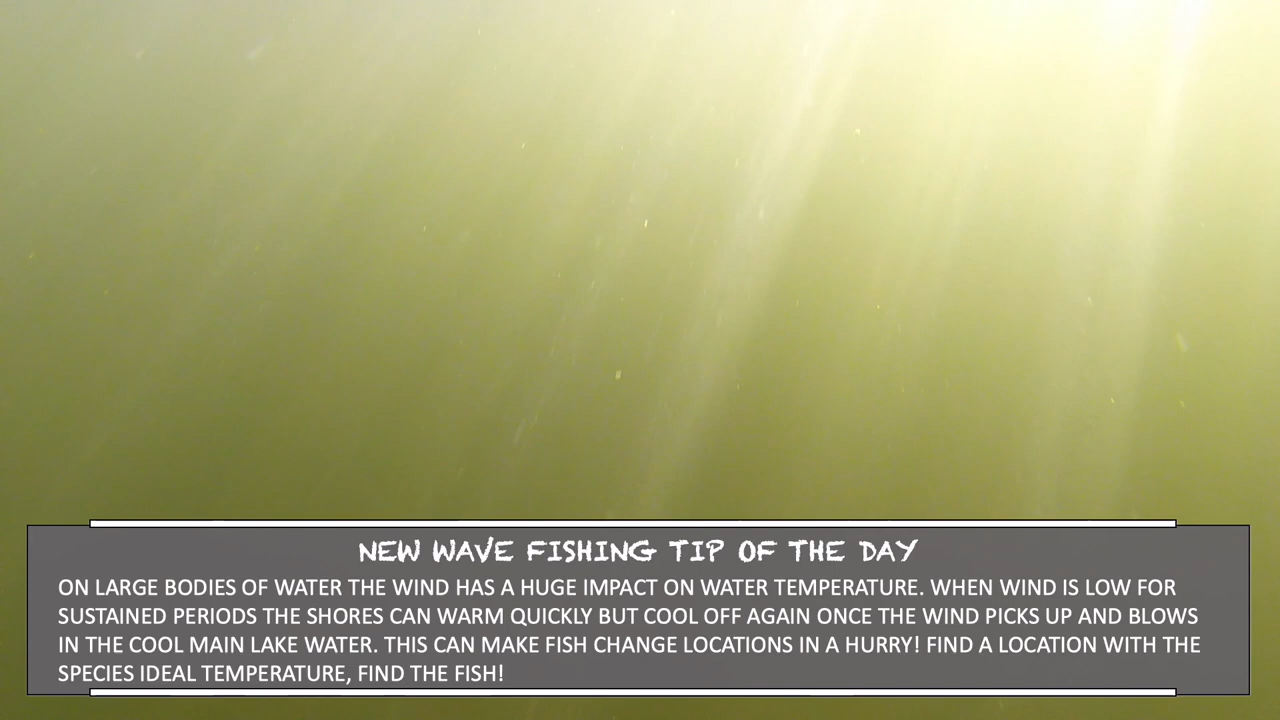 NEW WAVE FISHING TIP OF THE DAY
ON LARGE BODIES OF WATER THE WIND HAS A HUGE IMPACT ON WATER TEMPERATURE. WHEN WIND IS LOW FOR
SUSTAINED PERIODS THE SHORES CAN WARM QUICKLY BUT COOL OFF AGAIN ONCE THE WIND PICKS UP AND BLOWS
IN THE COOL MAIN LAKE WATER. THIS CAN MAKE FISH CHANGE LOCATIONS IN A HURRY! FIND A LOCATION WITH THE
SPECIES IDEAL TEMPERATURE, FIND THE FISH!